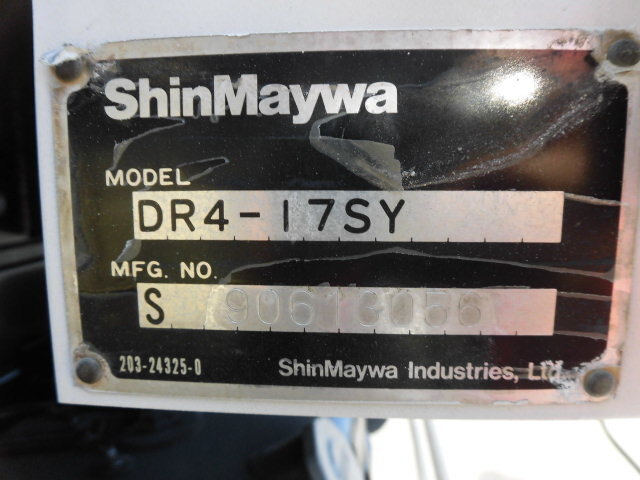 ShinMaywa
MODEL
DR4-17SY
MFG. NO.
S
203-24325-0
ShinMaywa Industries, Ltd.